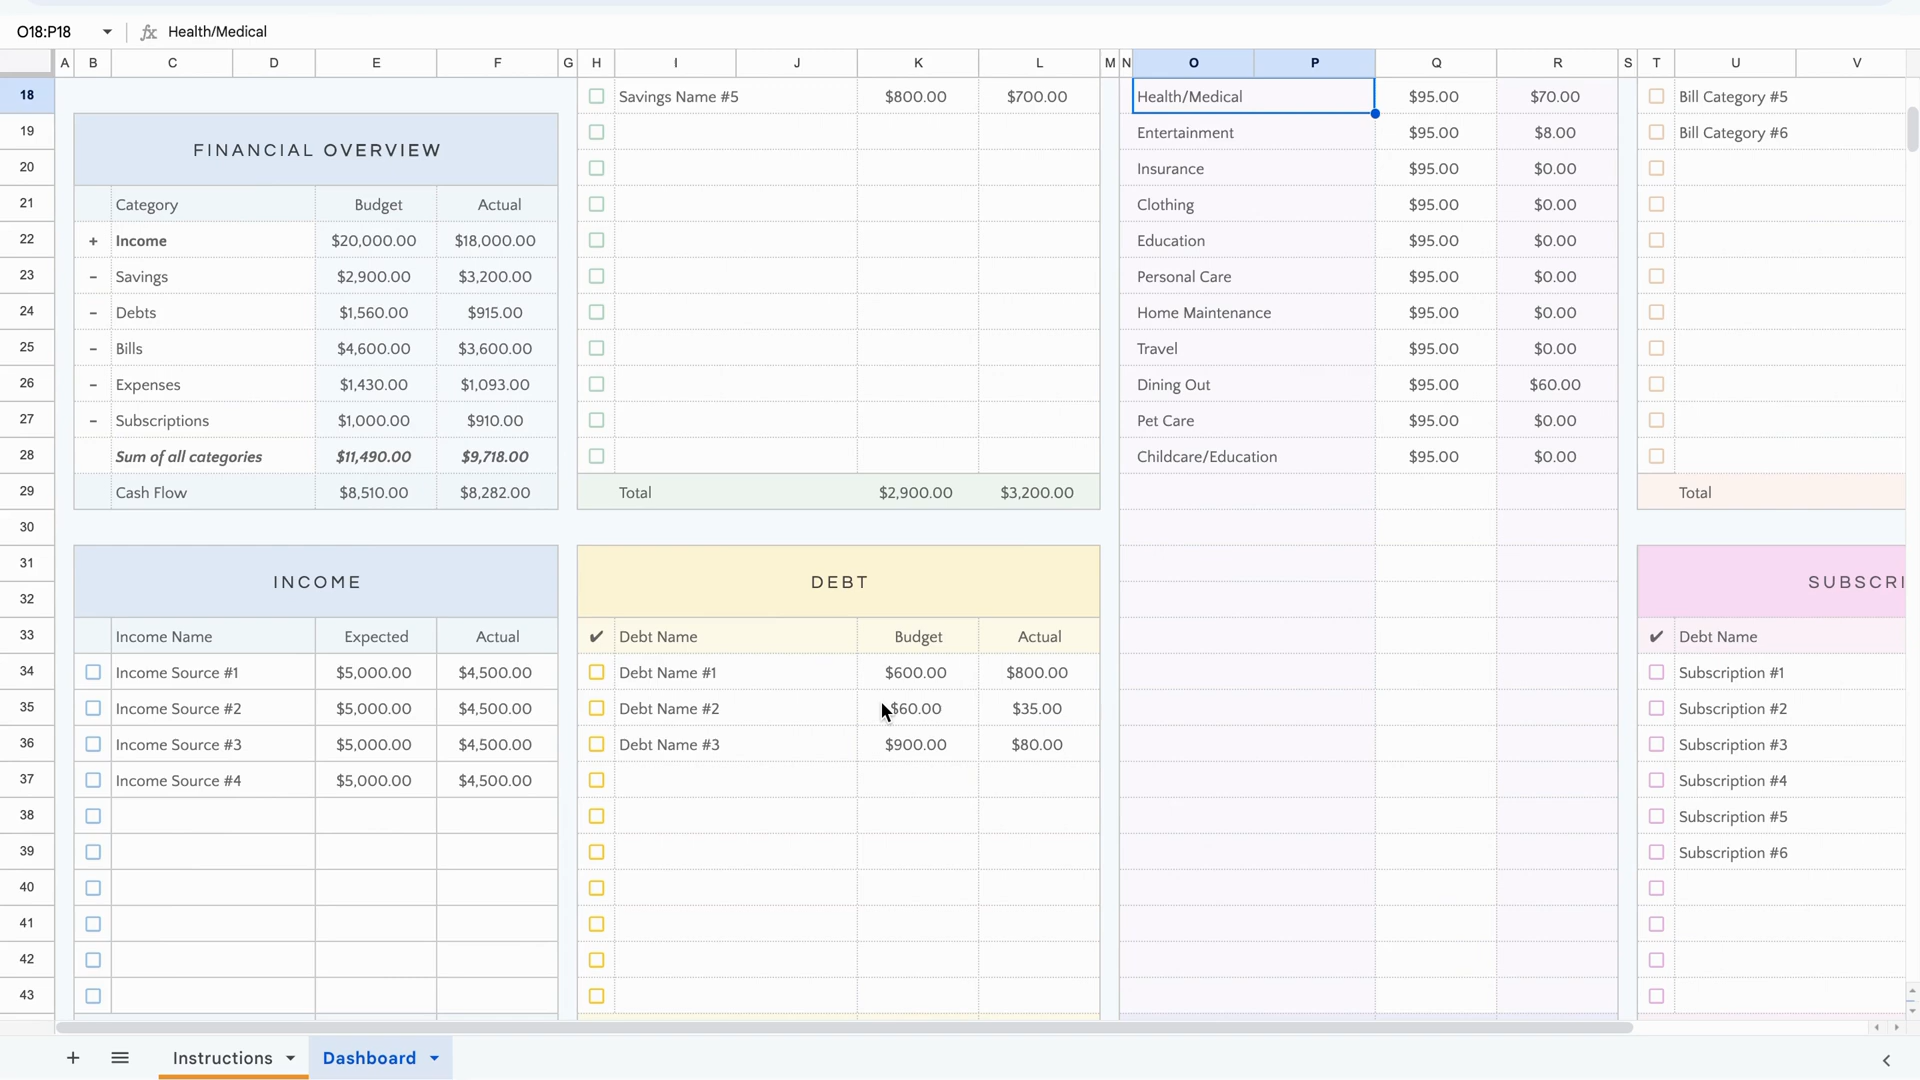 O18:P18 fx Health/Medical
A B C D E F G H I J K L M N O P Q R S T U V
18 Savings Name #5 $800.00 $700.00 Health/Medical $95.00 $70.00 Bill Category #5
19 Entertainment $95.00 $8.00 Bill Category #6
FINANCIAL OVERVIEW
20 Insurance $95.00 $0.00
21 Category Budget Actual Clothing $95.00 $0.00
22 + Income $20,000.00 $18,000.00 Education $95.00 $0.00
23 – Savings $2,900.00 $3,200.00 Personal Care $95.00 $0.00
24 – Debts $1,560.00 $915.00 Home Maintenance $95.00 $0.00
25 – Bills $4,600.00 $3,600.00 Travel $95.00 $0.00
26 – Expenses $1,430.00 $1,093.00 Dining Out $95.00 $60.00
27 – Subscriptions $1,000.00 $910.00 Pet Care $95.00 $0.00
28 Sum of all categories $11,490.00 $9,718.00 Childcare/Education $95.00 $0.00
29 Cash Flow $8,510.00 $8,282.00 Total $2,900.00 $3,200.00 Total
30
31
INCOME DEBT SUBSCRI
32
33 Income Name Expected Actual ✔ Debt Name Budget Actual ✔ Debt Name
34 Income Source #1 $5,000.00 $4,500.00 Debt Name #1 $600.00 $800.00 Subscription #1
35 Income Source #2 $5,000.00 $4,500.00 Debt Name #2 $60.00 $35.00 Subscription #2
36 Income Source #3 $5,000.00 $4,500.00 Debt Name #3 $900.00 $80.00 Subscription #3
37 Income Source #4 $5,000.00 $4,500.00 Subscription #4
38 Subscription #5
39 Subscription #6
40
41
42
43
Instructions Dashboard